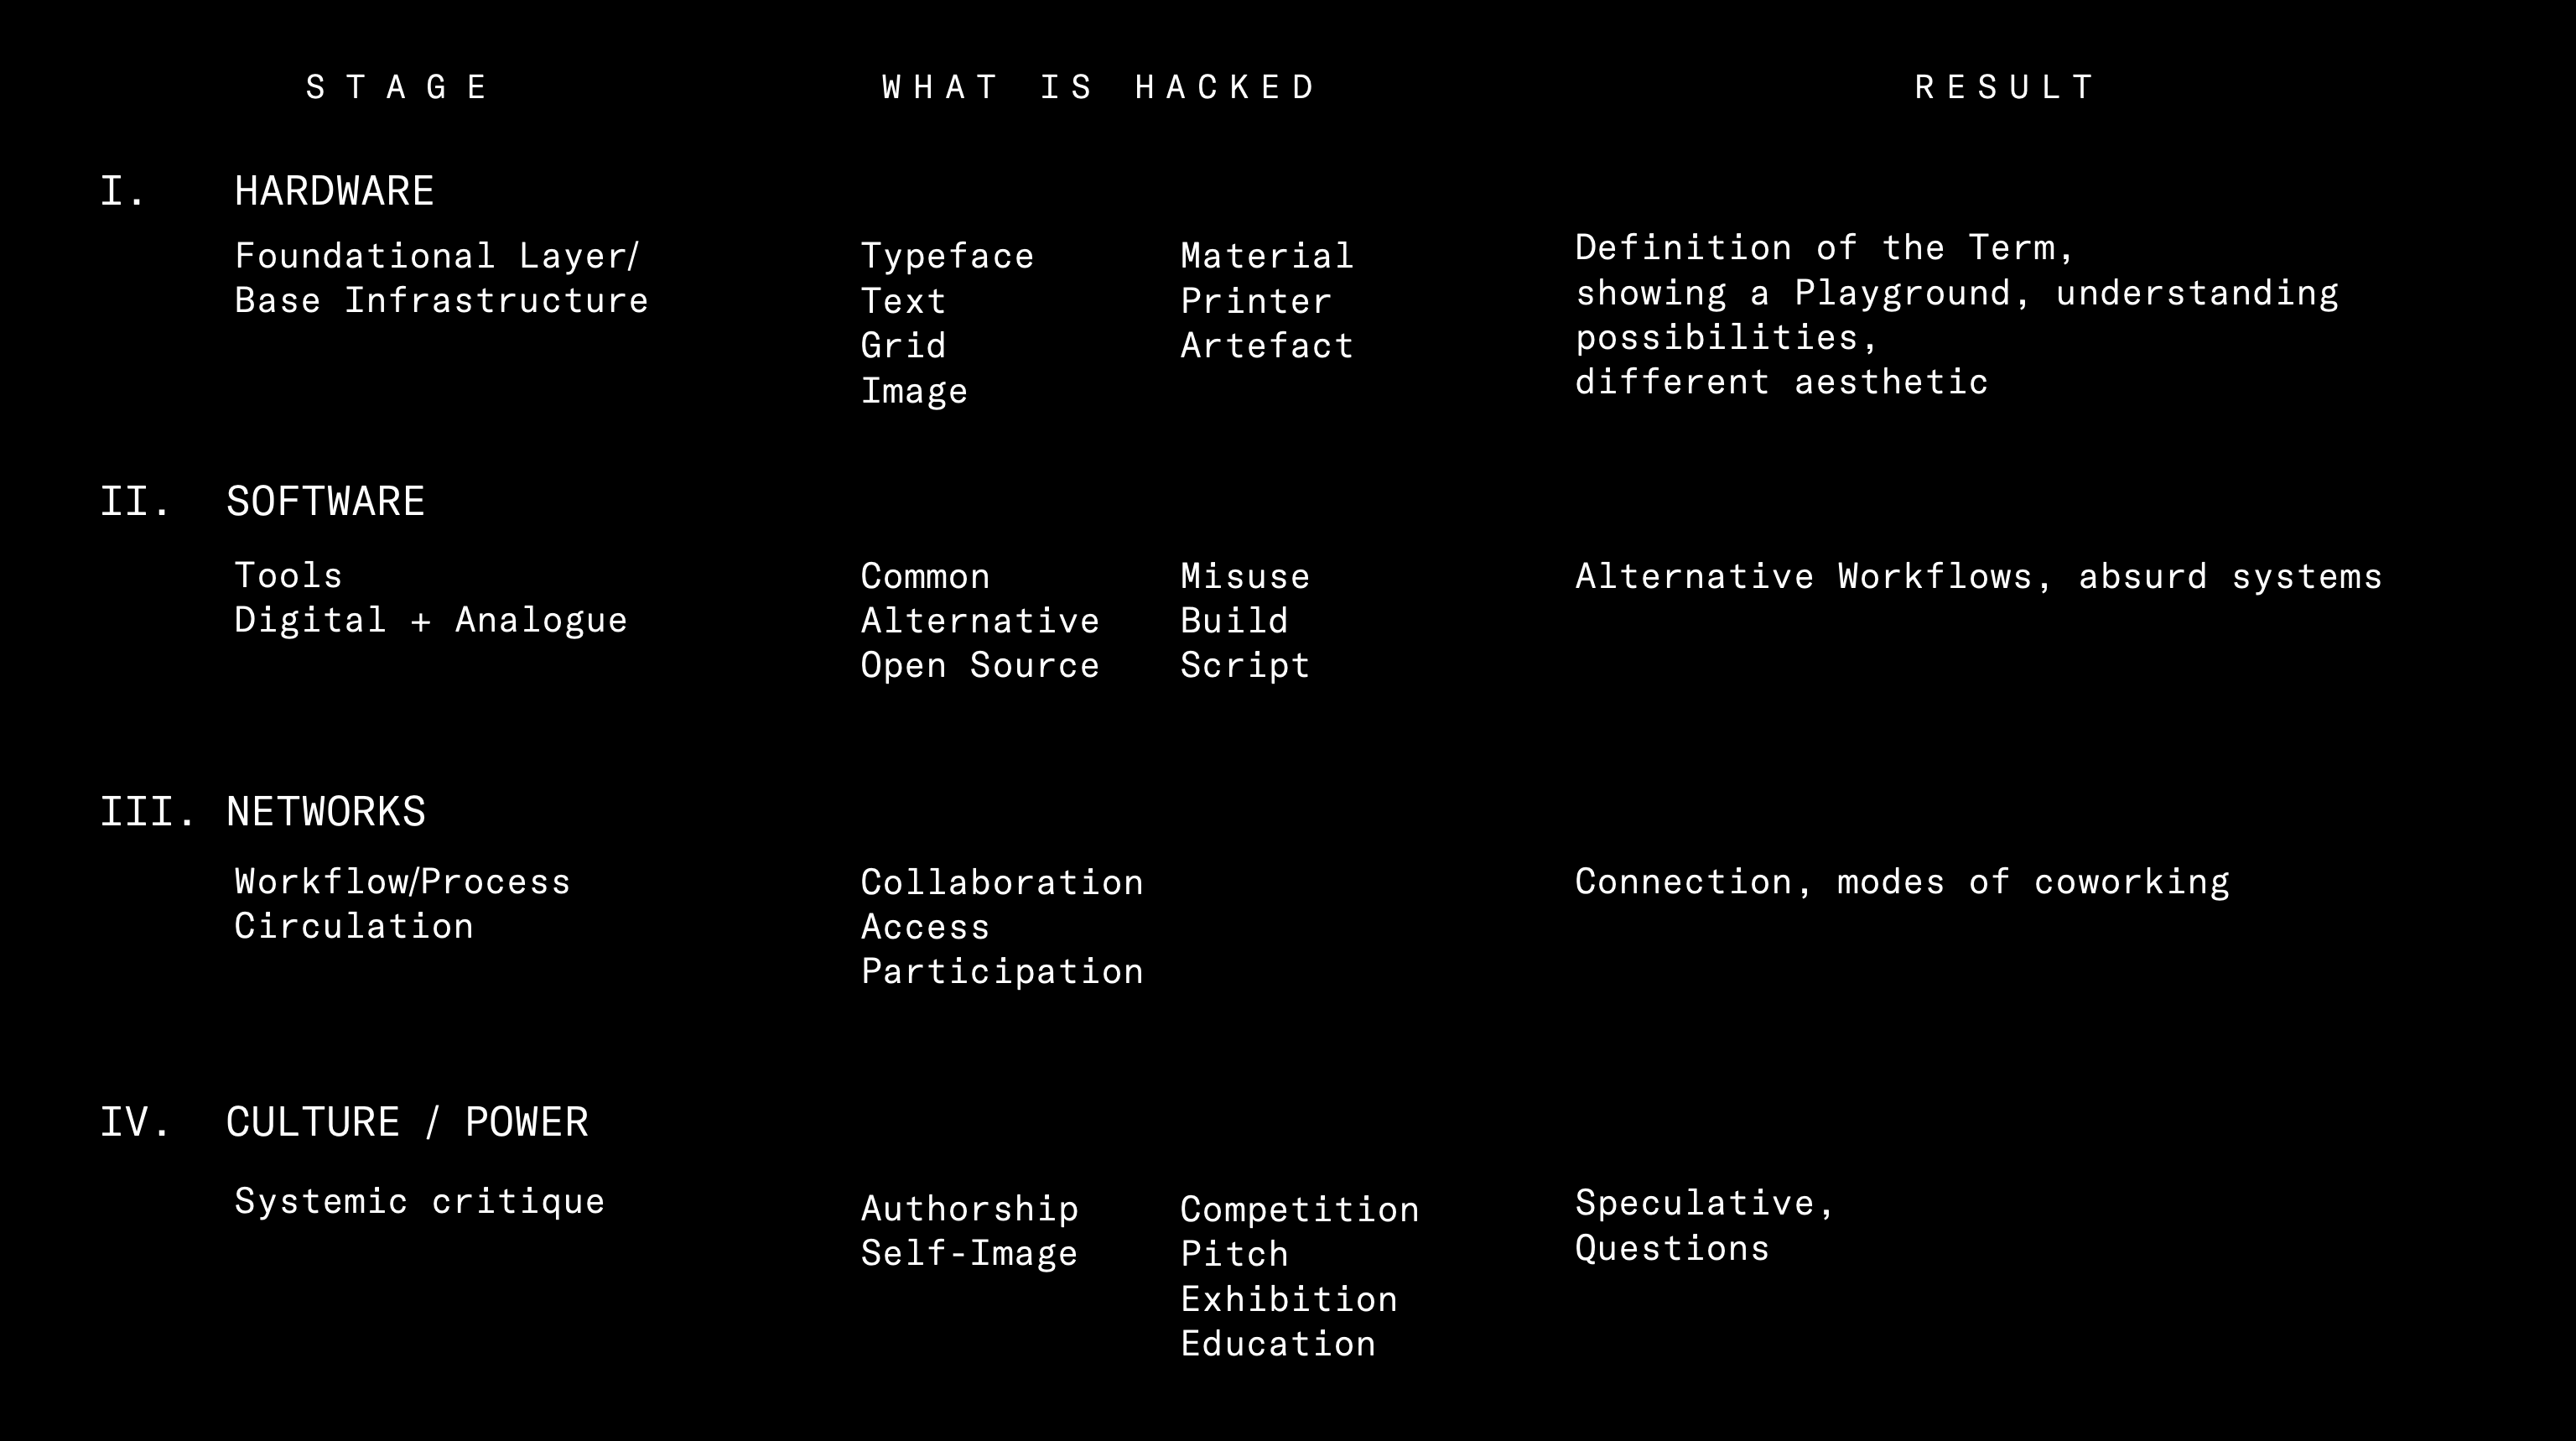 STAGE WHAT IS HACKED RESULT
I. HARDWARE
Foundational Layer/
Base Infrastructure
Typeface
Text
Grid
Image
Material
Printer
Artefact
Definition of the Term,
showing a Playground, understanding
possibilities,
different aesthetic
II. SOFTWARE
Tools
Digital + Analogue
Common
Alternative
Open Source
Misuse
Build
Script
Alternative Workflows, absurd systems
III. NETWORKS
Workflow/Process
Circulation
Collaboration
Access
Participation
Connection, modes of coworking
IV. CULTURE / POWER
Systemic critique
Authorship
Self-Image
Competition
Pitch
Exhibition
Education
Speculative,
Questions